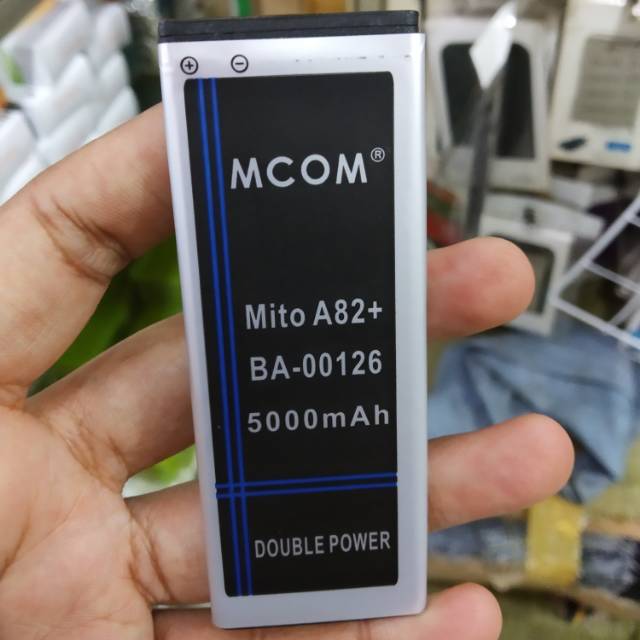 MCOM®
Mito A82+
BA-00126
5000mAh
DOUBLE POWER